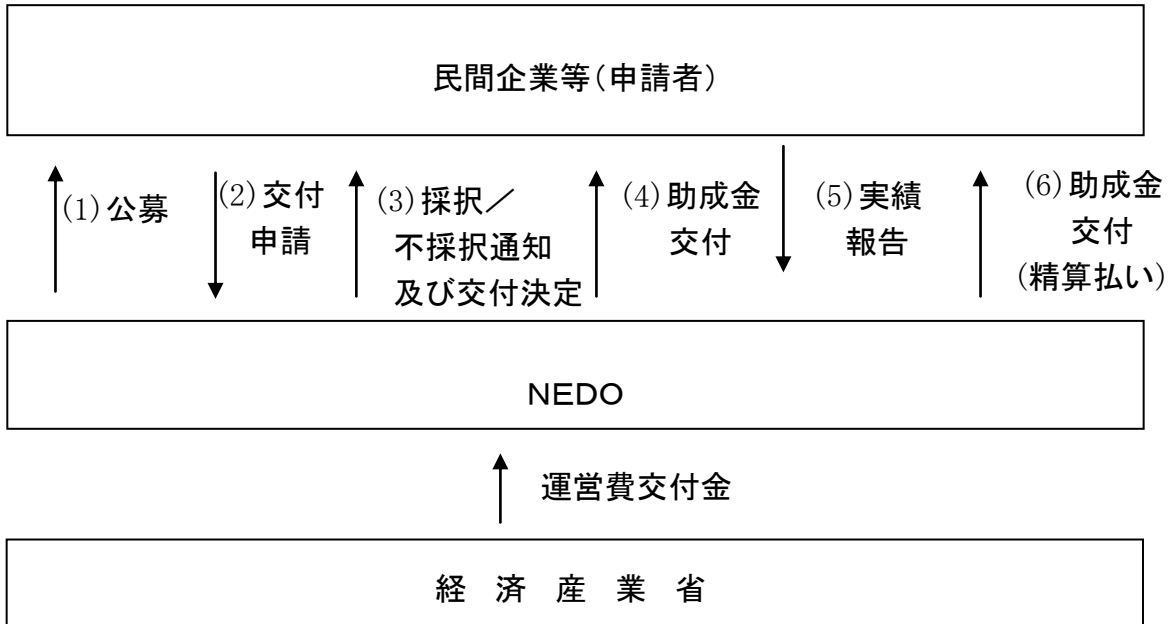 民間企業等(申請者)
(1)公募
(2)交付
申請
(3)採択／
不採択通知
及び交付決定
(4)助成金
交付
(5)実績
報告
(6)助成金
交付
(精算払い)
NEDO
運営費交付金
経 済 産 業 省